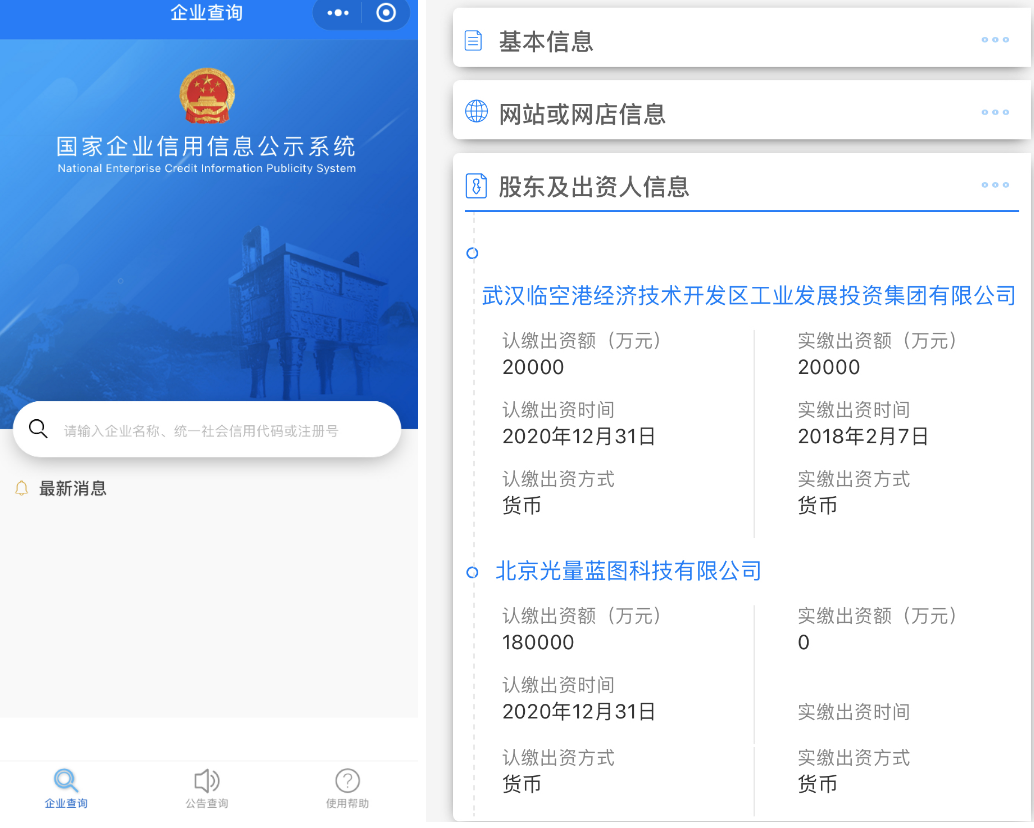 企业查询
国家企业信用信息公示系统
National Enterprise Credit Information Publicity System
请输入企业名称、统一社会信用代码或注册号
最新消息
企业查询
公告查询
使用帮助
基本信息
网站或网店信息
股东及出资人信息
武汉临空港经济技术开发区工业发展投资集团有限公司
认缴出资额（万元） 实缴出资额（万元）
20000 20000
认缴出资时间 实缴出资时间
2020年12月31日 2018年2月7日
认缴出资方式 实缴出资方式
货币 货币
北京光量蓝图科技有限公司
认缴出资额（万元） 实缴出资额（万元）
180000 0
认缴出资时间
2020年12月31日 实缴出资时间
认缴出资方式 实缴出资方式
货币 货币